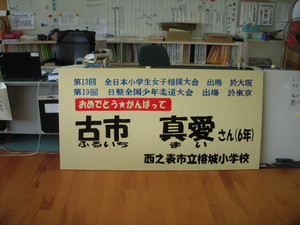 第13回　全日本小学生女子相撲大会　出場　於大阪
第19回　日整全国少年柔道大会　出場　於東京
おめでとう★がんばって
古市　真愛さん(6年)
ふるいち　まい
西之表市立榕城小学校